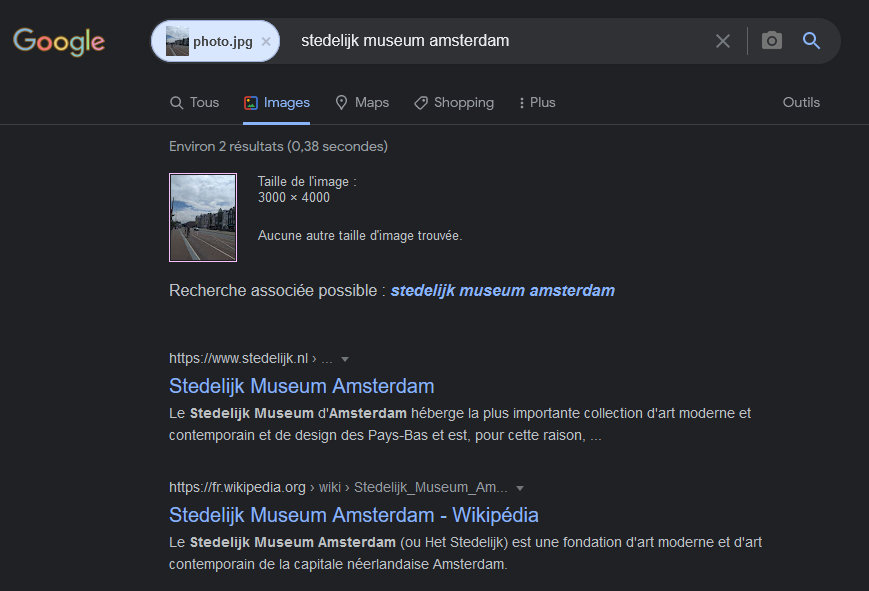 Google
photo.jpg × stedelijk museum amsterdam
Tous Images Maps Shopping Plus Outils
Environ 2 résultats (0,38 secondes)
Taille de l'image :
3000 × 4000
Aucune autre taille d'image trouvée.
Recherche associée possible : stedelijk museum amsterdam
https://www.stedelijk.nl › ...
Stedelijk Museum Amsterdam
Le Stedelijk Museum d'Amsterdam héberge la plus importante collection d'art moderne et
contemporain et de design des Pays-Bas et est, pour cette raison, ...
https://fr.wikipedia.org › wiki › Stedelijk_Museum_Am...
Stedelijk Museum Amsterdam - Wikipédia
Le Stedelijk Museum Amsterdam (ou Het Stedelijk) est une fondation d'art moderne et d'art
contemporain de la capitale néerlandaise Amsterdam.